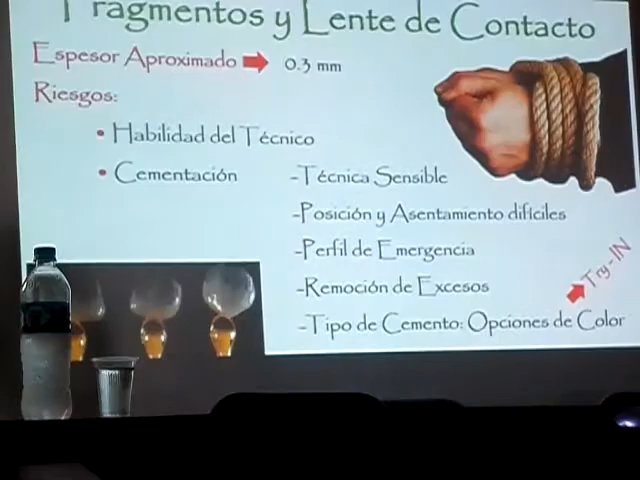 Fragmentos y Lente de Contacto
Espesor Aproximado 0.3 mm
Riesgos:
• Habilidad del Técnico
• Cementación
-Técnica Sensible
-Posición y Asentamiento difíciles
-Perfil de Emergencia
-Remoción de Excesos
Try-IN
-Tipo de Cemento: Opciones de Color